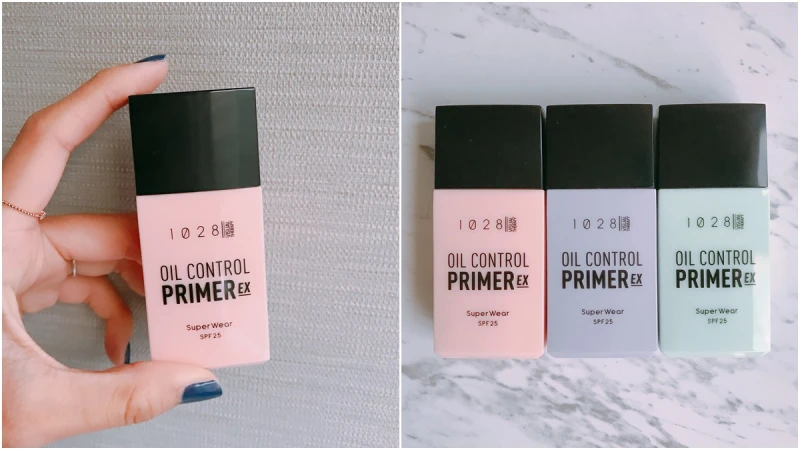 1028
OIL CONTROL
PRIMER EX
Super Wear
SPF25
1028
OIL CONTROL
PRIMER EX
Super Wear
SPF25
1028
OIL CONTROL
PRIMER EX
Super Wear
SPF25
1028
OIL CONTROL
PRIMER EX
Super Wear
SPF25